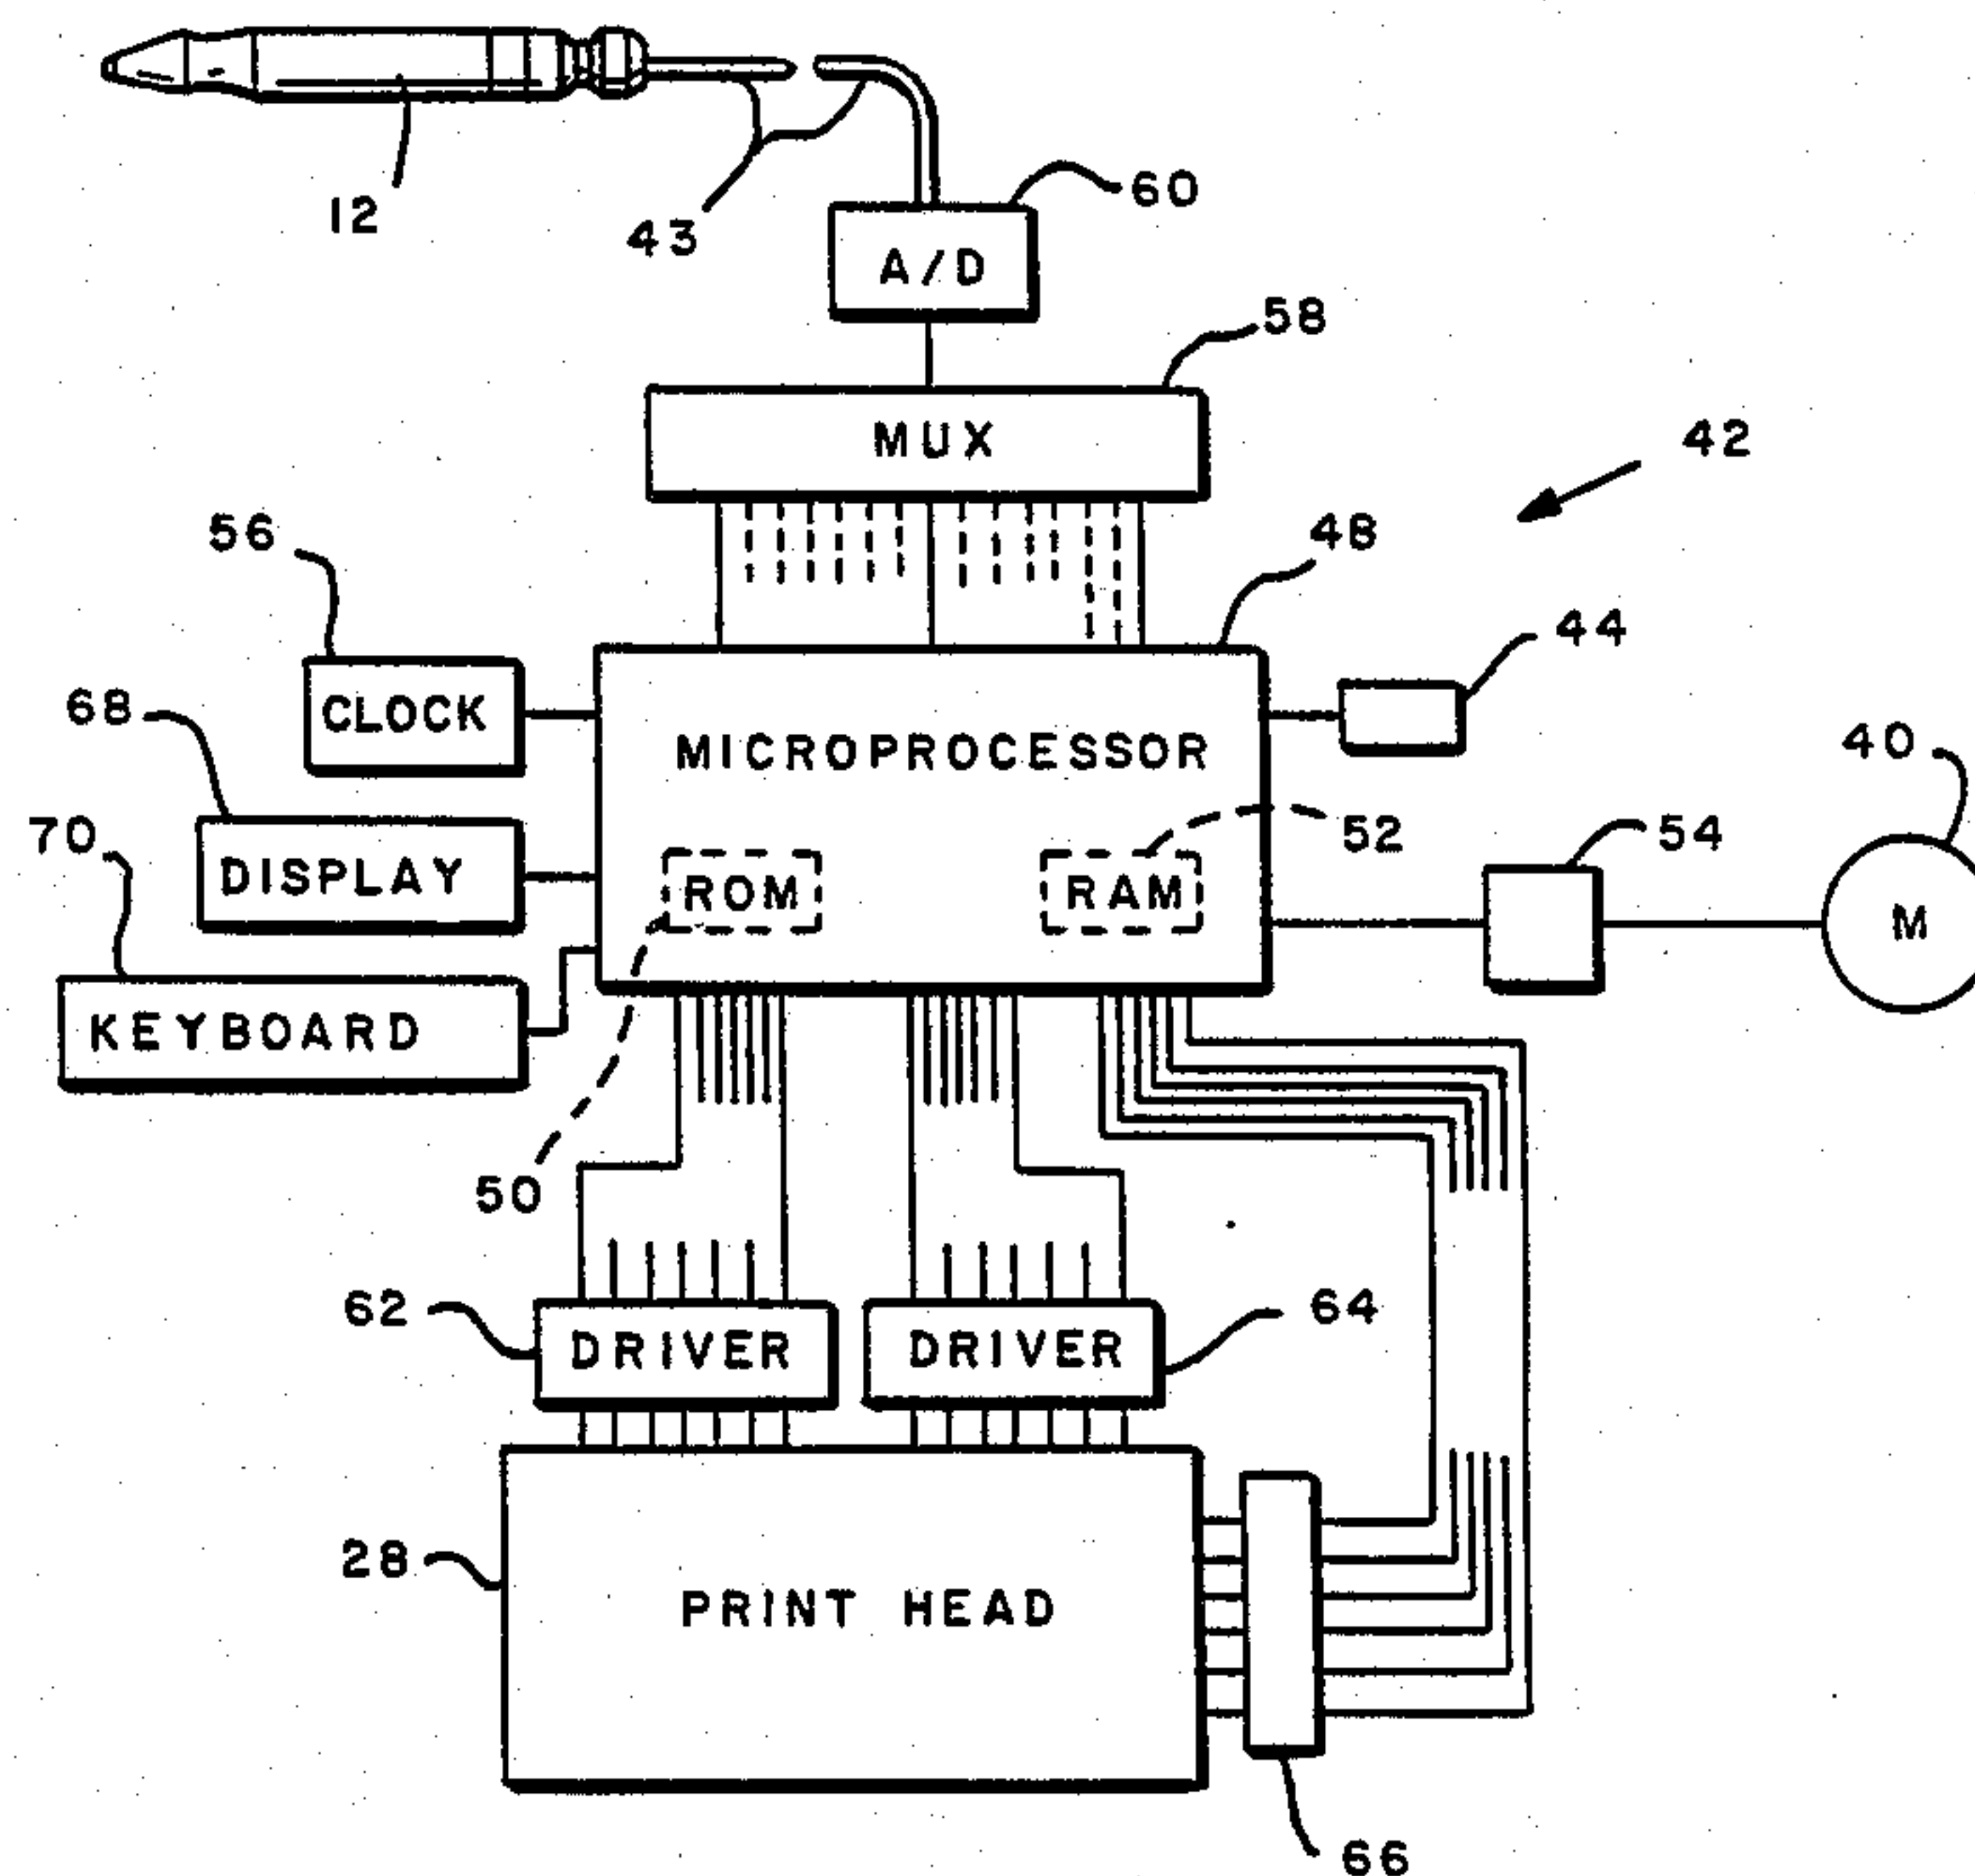 12
43
60
A/D
58
MUX
42
56
48
44
CLOCK
68
MICROPROCESSOR
40
70
DISPLAY
ROM
RAM
52
54
M
KEYBOARD
50
62
DRIVER
DRIVER
64
28
PRINT HEAD
66